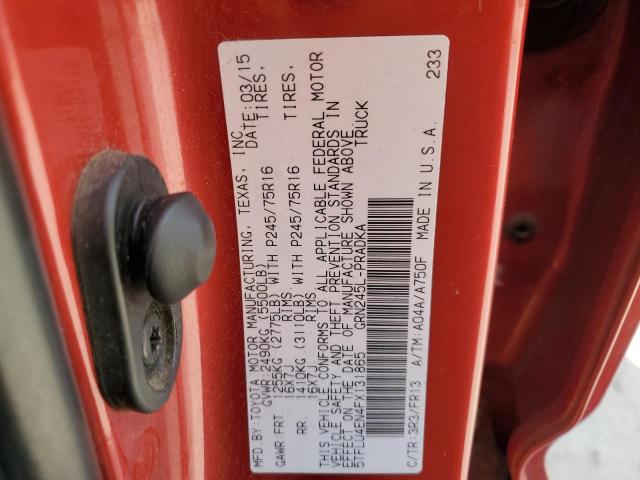 MFD BY:TOYOTA MOTOR MANUFACTURING, TEXAS, INC.
GVWR:2490KG (5500LB) DATE:03/15
GAWR FRT. 1255KG (2775LB) WITH P245/75R16 TIRES,
16X7J RIMS
RR. 1410KG (3110LB) WITH P245/75R16 TIRES,
16X7J RIMS
THIS VEHICLE CONFORMS TO ALL APPLICABLE FEDERAL MOTOR
VEHICLE SAFETY AND THEFT PREVENTION STANDARDS IN
EFFECT ON THE DATE OF MANUFACTURE SHOWN ABOVE
5TFLU4EN4FX131865 TRUCK
GRN245L-PRADKA
C/TR:3R3/FR13 A/TM:A04A/A750F MADE IN U.S.A. 233